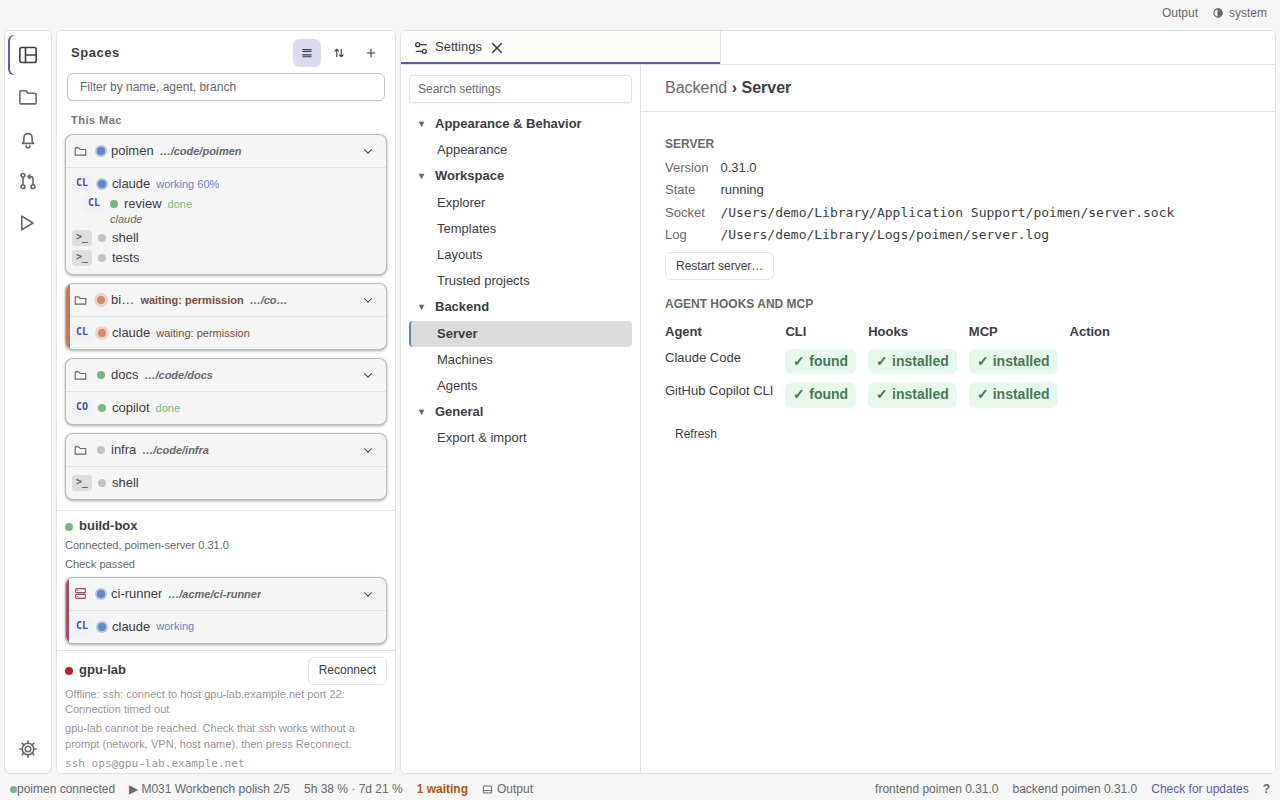 Output system
Spaces
Filter by name, agent, branch
This Mac
poimen …/code/poimen
CL claude working 60%
CL review done
claude
>_ shell
>_ tests
bi… waiting: permission …/co…
CL claude waiting: permission
docs …/code/docs
CO copilot done
infra …/code/infra
>_ shell
build-box
Connected, poimen-server 0.31.0
Check passed
ci-runner …/acme/ci-runner
CL claude working
gpu-lab Reconnect
Offline: ssh: connect to host gpu-lab.example.net port 22:
Connection timed out
gpu-lab cannot be reached. Check that ssh works without a
prompt (network, VPN, host name), then press Reconnect.
ssh ops@gpu-lab.example.net
Settings
Search settings
Appearance & Behavior
Appearance
Workspace
Explorer
Templates
Layouts
Trusted projects
Backend
Server
Machines
Agents
General
Export & import
Backend › Server
SERVER
Version 0.31.0
State running
Socket /Users/demo/Library/Application Support/poimen/server.sock
Log /Users/demo/Library/Logs/poimen/server.log
Restart server…
AGENT HOOKS AND MCP
Agent CLI Hooks MCP Action
Claude Code ✓ found ✓ installed ✓ installed
GitHub Copilot CLI ✓ found ✓ installed ✓ installed
Refresh
poimen connected ▶ M031 Workbench polish 2/5 5h 38 % · 7d 21 % 1 waiting Output frontend poimen 0.31.0 backend poimen 0.31.0 Check for updates ?